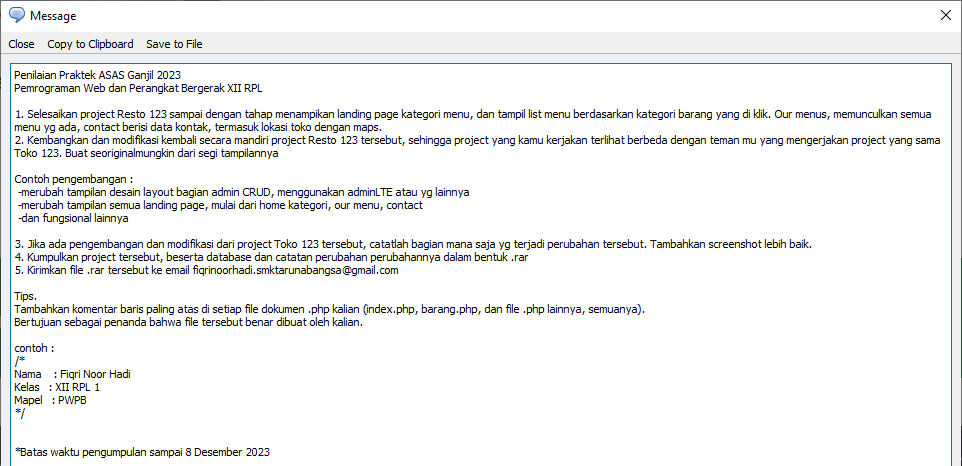 Message
Close Copy to Clipboard Save to File
Penilaian Praktek ASAS Ganjil 2023
Pemrograman Web dan Perangkat Bergerak XII RPL
1. Selesaikan project Resto 123 sampai dengan tahap menampikan landing page kategori menu, dan tampil list menu berdasarkan kategori barang yang di klik. Our menus, memunculkan semua
menu yg ada, contact berisi data kontak, termasuk lokasi toko dengan maps.
2. Kembangkan dan modifikasi kembali secara mandiri project Resto 123 tersebut, sehingga project yang kamu kerjakan terlihat berbeda dengan teman mu yang mengerjakan project yang sama
Toko 123. Buat seoriginalmungkin dari segi tampilannya
Contoh pengembangan :
-merubah tampilan desain layout bagian admin CRUD, menggunakan adminLTE atau yg lainnya
-merubah tampilan semua landing page, mulai dari home kategori, our menu, contact
-dan fungsional lainnya
3. Jika ada pengembangan dan modifikasi dari project Toko 123 tersebut, catatlah bagian mana saja yg terjadi perubahan tersebut. Tambahkan screenshot lebih baik.
4. Kumpulkan project tersebut, beserta database dan catatan perubahan perubahannya dalam bentuk .rar
5. Kirimkan file .rar tersebut ke email fiqrinoorhadi.smktarunabangsa@gmail.com
Tips.
Tambahkan komentar baris paling atas di setiap file dokumen .php kalian (index.php, barang.php, dan file .php lainnya, semuanya).
Bertujuan sebagai penanda bahwa file tersebut benar dibuat oleh kalian.
contoh :
/*
Nama : Fiqri Noor Hadi
Kelas : XII RPL 1
Mapel : PWPB
*/
*Batas waktu pengumpulan sampai 8 Desember 2023